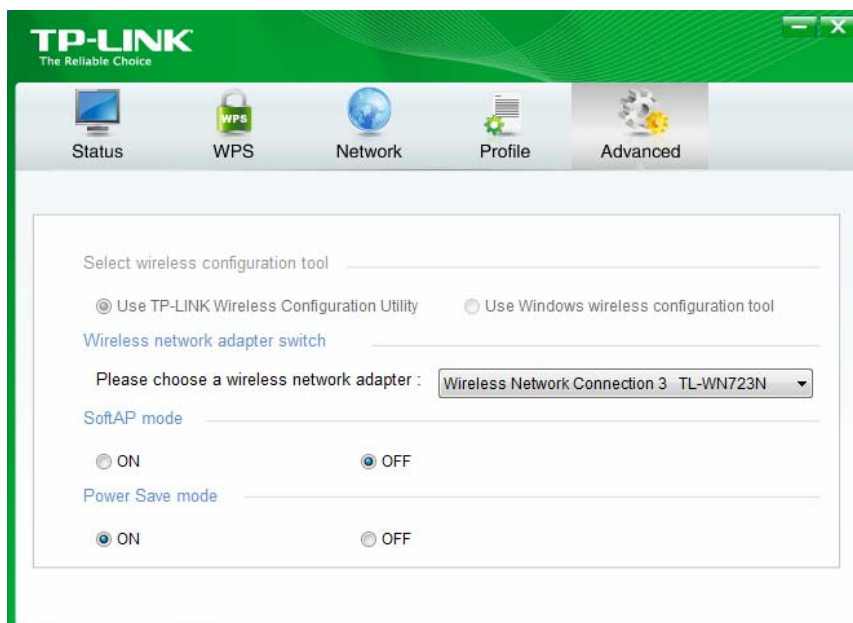 TP-LINK
The Reliable Choice
Status WPS Network Profile Advanced
WPS
Select wireless configuration tool
Use TP-LINK Wireless Configuration Utility Use Windows wireless configuration tool
Wireless network adapter switch
Please choose a wireless network adapter : Wireless Network Connection 3 TL-WN723N
SoftAP mode
ON OFF
Power Save mode
ON OFF